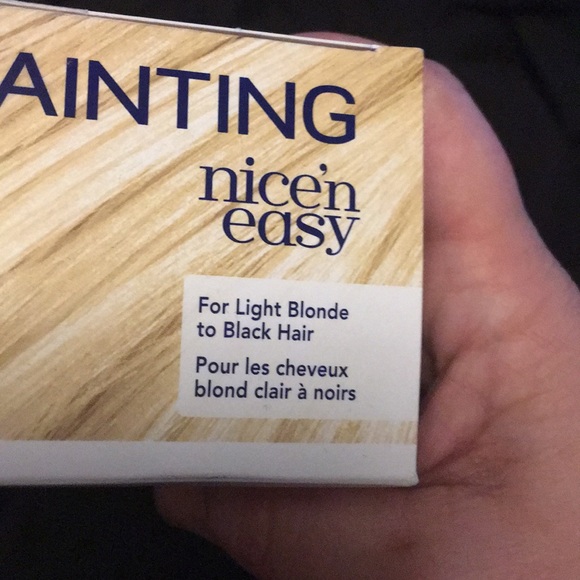 AINTING
nice'n
easy
For Light Blonde
to Black Hair
Pour les cheveux
blond clair à noirs